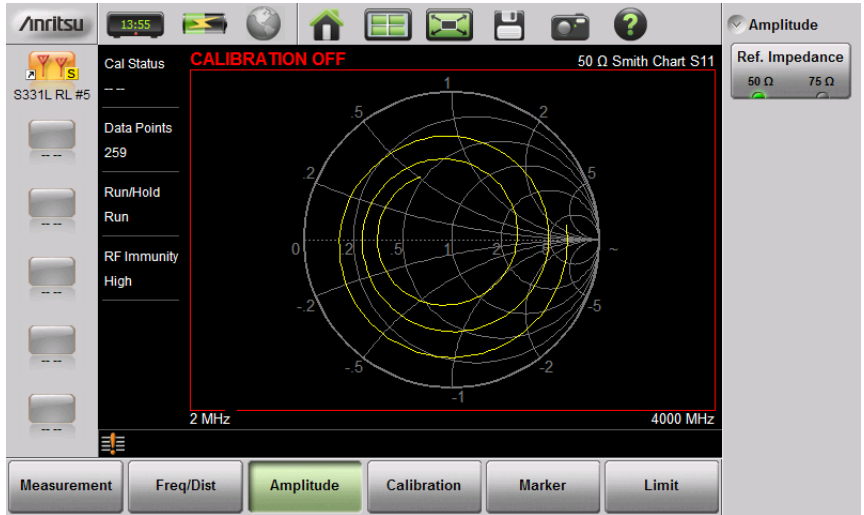 Anritsu
13:55
?
Amplitude
Ref. Impedance
50 Ω 75 Ω
S
S331L RL #5
-- --
-- --
-- --
-- --
-- --
Cal Status
-- --
Data Points
259
Run/Hold
Run
RF Immunity
High
CALIBRATION OFF
50 Ω Smith Chart S11
1
.5
2
.2
5
0
.2
.5
1
2
5
~
-.2
-5
-.5
-2
-1
2 MHz
4000 MHz
Measurement
Freq/Dist
Amplitude
Calibration
Marker
Limit